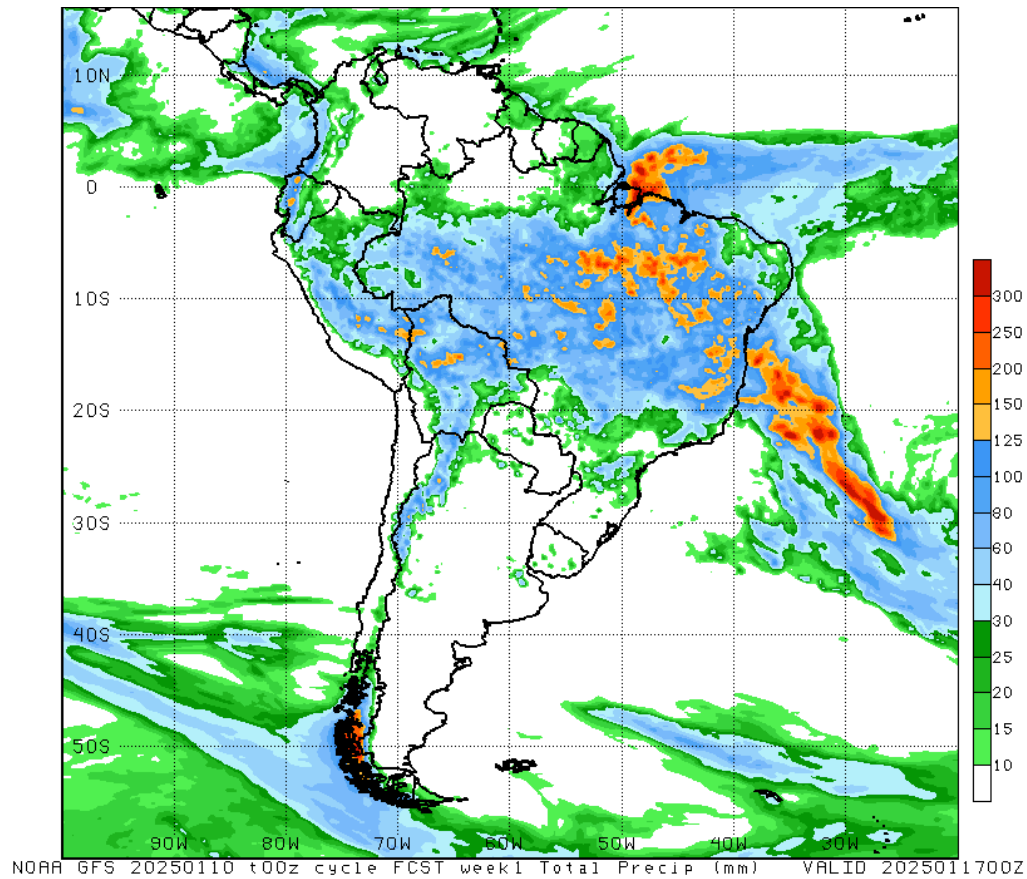 10N
0
10S
20S
30S
40S
50S
90W 80W 70W 60W 50W 40W 30W
300
250
200
150
125
100
80
60
40
30
25
20
15
10
NOAA GFS 20250110 t00z cycle FCST week1 Total Precip (mm) VALID 2025011700Z